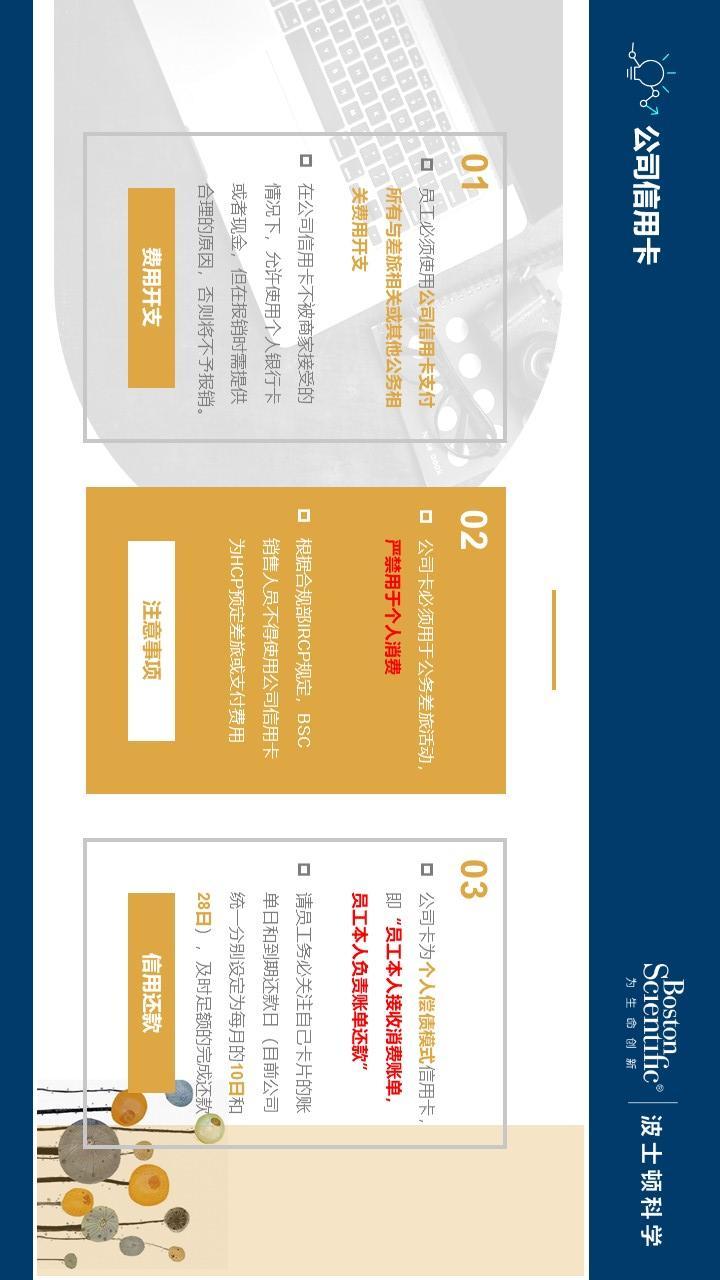 公司信用卡
Boston
Scientific®
为生命创新
波士顿科学
01
员工必须使用公司信用卡支付
所有与差旅相关或其他公务相
关费用开支
在公司信用卡不被商家接受的
情况下，允许使用个人银行卡
或者现金，但在报销时需提供
合理的原因，否则将不予报销。
费用开支
02
公司卡必须用于公务差旅活动，
严禁用于个人消费
根据合规部IRCP规定，BSC
销售人员不得使用公司信用卡
为HCP预定差旅或支付费用
注意事项
03
公司卡为个人偿债模式信用卡，
即“员工本人接收消费账单，
员工本人负责账单还款”
请员工务必关注自己卡片的账
单日和到期还款日（目前公司
统一分别设定为每月的10日和
28日），及时足额的完成还款
信用还款